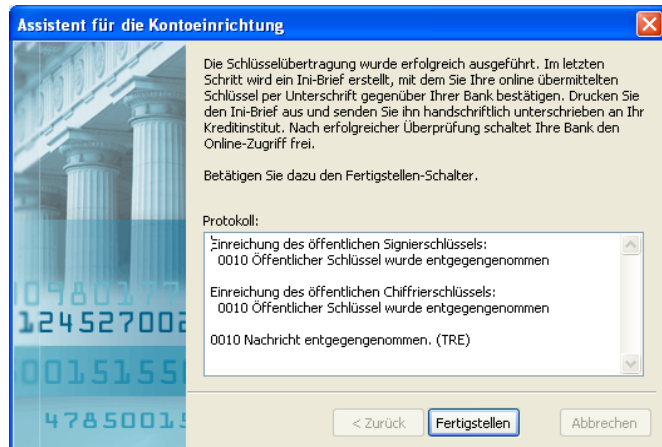 Assistent für die Kontoeinrichtung
Die Schlüsselübertragung wurde erfolgreich ausgeführt. Im letzten
Schritt wird ein Ini-Brief erstellt, mit dem Sie Ihre online übermittelten
Schlüssel per Unterschrift gegenüber Ihrer Bank bestätigen. Drucken Sie
den Ini-Brief aus und senden Sie ihn handschriftlich unterschrieben an Ihr
Kreditinstitut. Nach erfolgreicher Überprüfung schaltet Ihre Bank den
Online-Zugriff frei.
Betätigen Sie dazu den Fertigstellen-Schalter.
Protokoll:
Einreichung des öffentlichen Signierschlüssels:
0010 Öffentlicher Schlüssel wurde entgegengenommen
Einreichung des öffentlichen Chiffrierschlüssels:
0010 Öffentlicher Schlüssel wurde entgegengenommen
0010 Nachricht entgegengenommen. (TRE)
124527002
0015155
4785001
< Zurück
Fertigstellen
Abbrechen